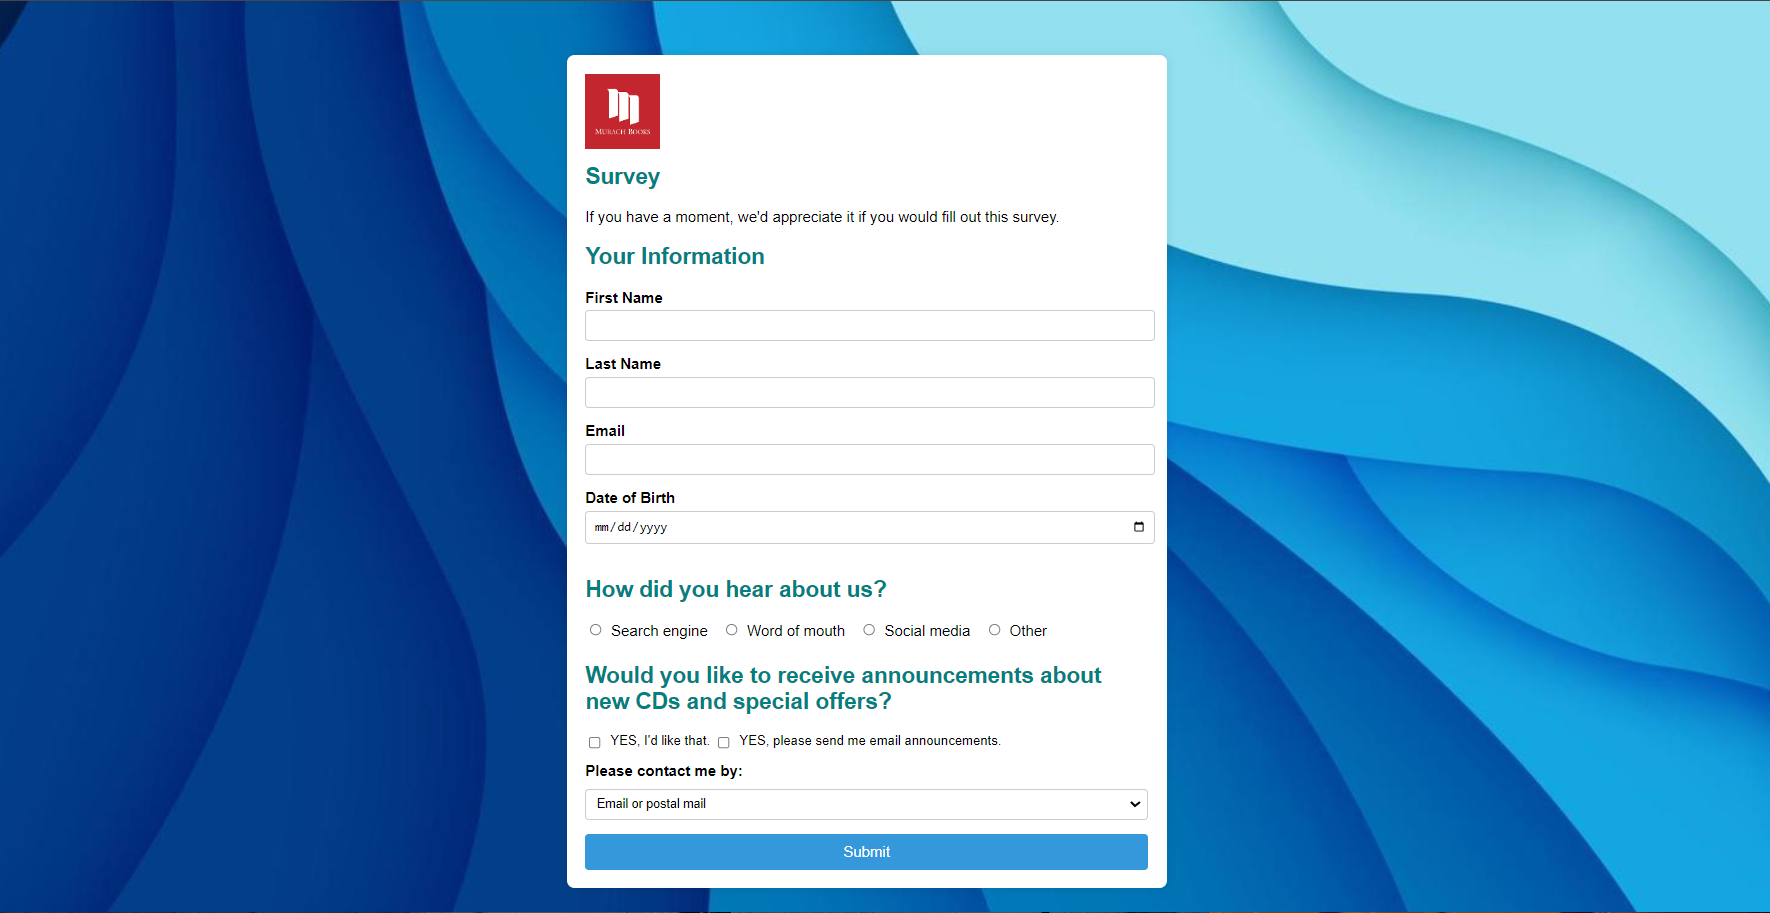 MURACH BOOKS
Survey
If you have a moment, we'd appreciate it if you would fill out this survey.
Your Information
First Name
Last Name
Email
Date of Birth
mm/dd/yyyy
How did you hear about us?
Search engine Word of mouth Social media Other
Would you like to receive announcements about
new CDs and special offers?
YES, I'd like that. YES, please send me email announcements.
Please contact me by:
Email or postal mail
Submit